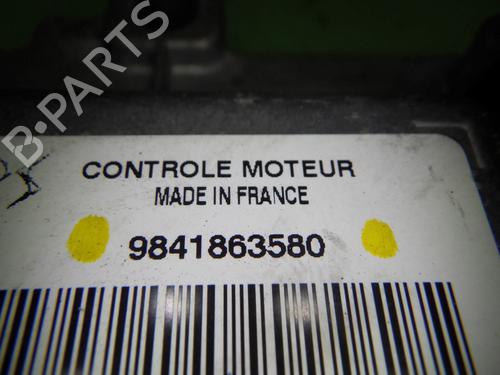 B-PARTS
CONTROLE MOTEUR
MADE IN FRANCE
9841863580